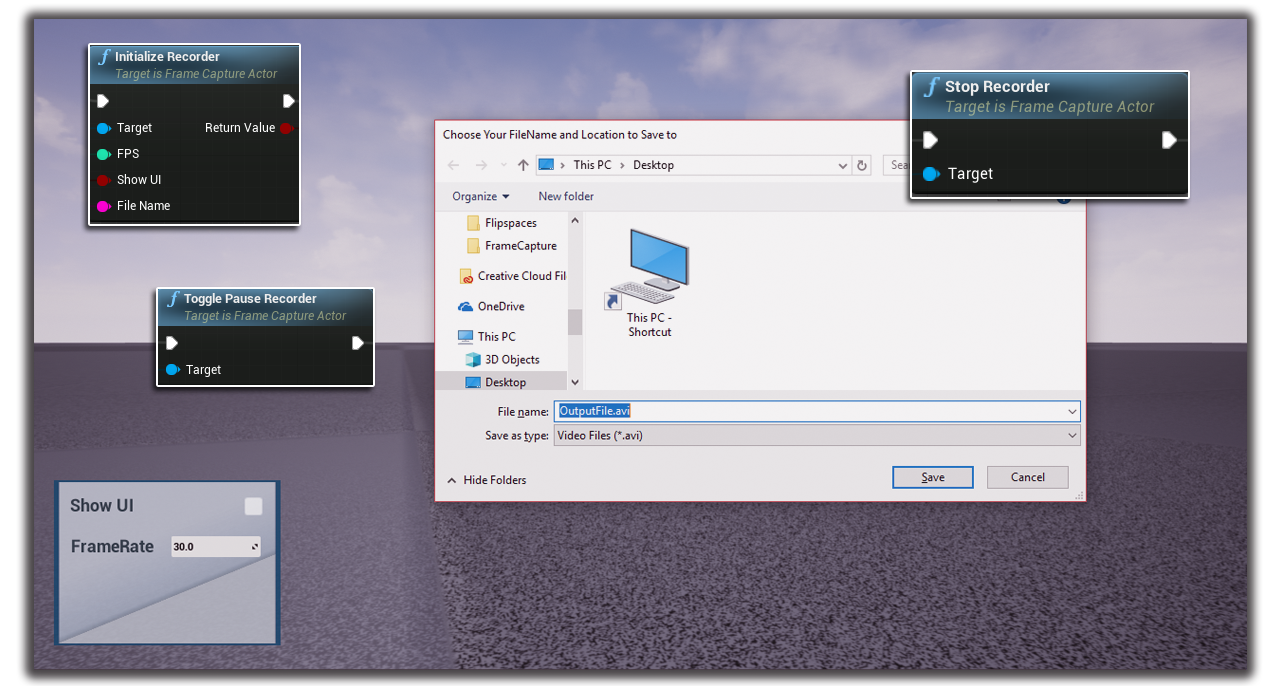 Initialize Recorder
Target is Frame Capture Actor
Target
Return Value
FPS
Show UI
File Name
Toggle Pause Recorder
Target is Frame Capture Actor
Target
Show UI
FrameRate
30.0
Choose Your FileName and Location to Save to
This PC
Desktop
Organize
New folder
Flipspaces
FrameCapture
Creative Cloud Fil
OneDrive
This PC
3D Objects
Desktop
This PC -
Shortcut
File name:
OutputFile.avi
Save as type:
Video Files (*.avi)
Hide Folders
Save
Cancel
Stop Recorder
Target is Frame Capture Actor
Target